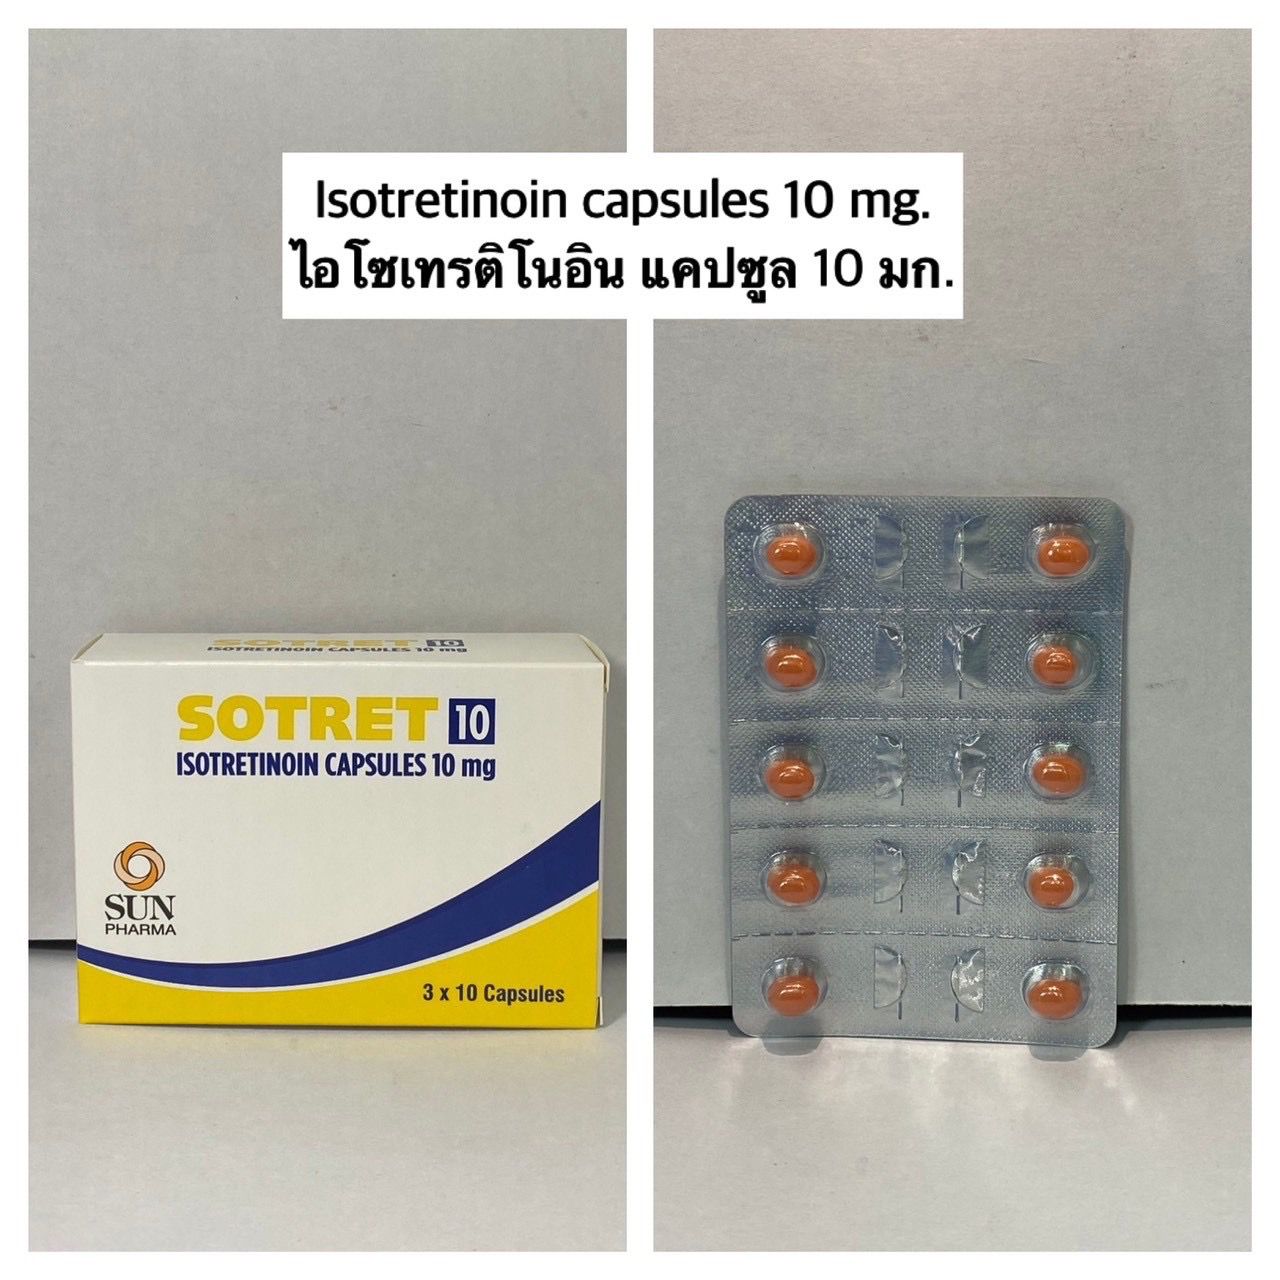 Isotretinoin capsules 10 mg.
ไอโซเทรติโนอิน แคปซูล 10 มก.
SOTRET 10
ISOTRETINOIN CAPSULES 10 mg
SOTRET 10
ISOTRETINOIN CAPSULES 10 mg
SUN
PHARMA
3 x 10 Capsules